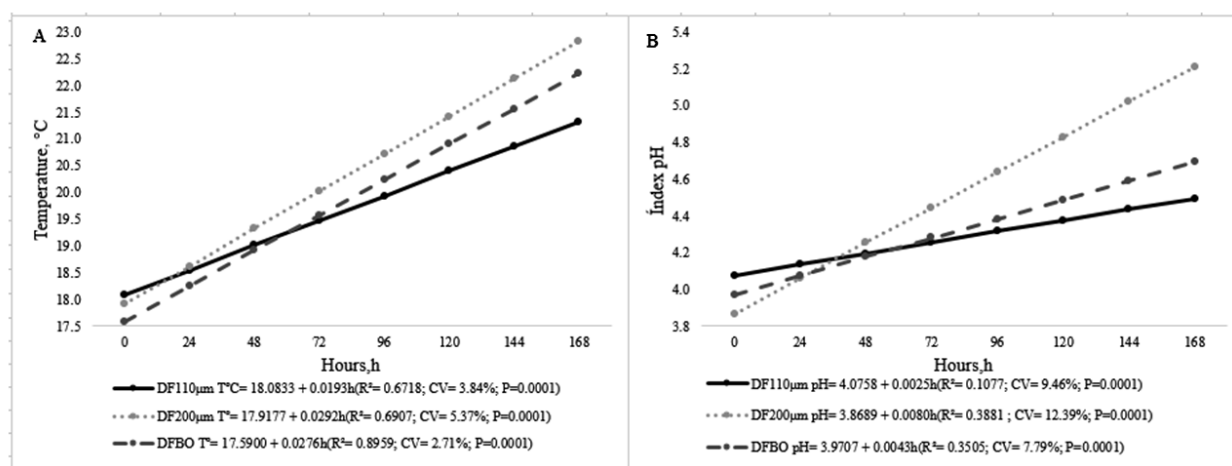 A
Temperature, °C
23.0
22.5
22.0
21.5
21.0
20.5
20.0
19.5
19.0
18.5
18.0
17.5
0 24 48 72 96 120 144 168
Hours,h
DF110µm T°C= 18.0833 + 0.0193h(R²= 0.6718; CV= 3.84%; P=0.0001)
DF200µm T°= 17.9177 + 0.0292h(R²= 0.6907; CV= 5.37%; P=0.0001)
DFBO T°= 17.5900 + 0.0276h(R²= 0.8959; CV= 2.71%; P=0.0001)
B
Índex pH
5.4
5.2
5.0
4.8
4.6
4.4
4.2
4.0
3.8
0 24 48 72 96 120 144 168
Hours,h
DF110µm pH= 4.0758 + 0.0025h(R²= 0.1077; CV= 9.46%; P=0.0001)
DF200µm pH= 3.8689 + 0.0080h(R²= 0.3881 ; CV= 12.39%; P=0.0001)
DFBO pH= 3.9707 + 0.0043h(R²= 0.3505; CV= 7.79%; P=0.0001)